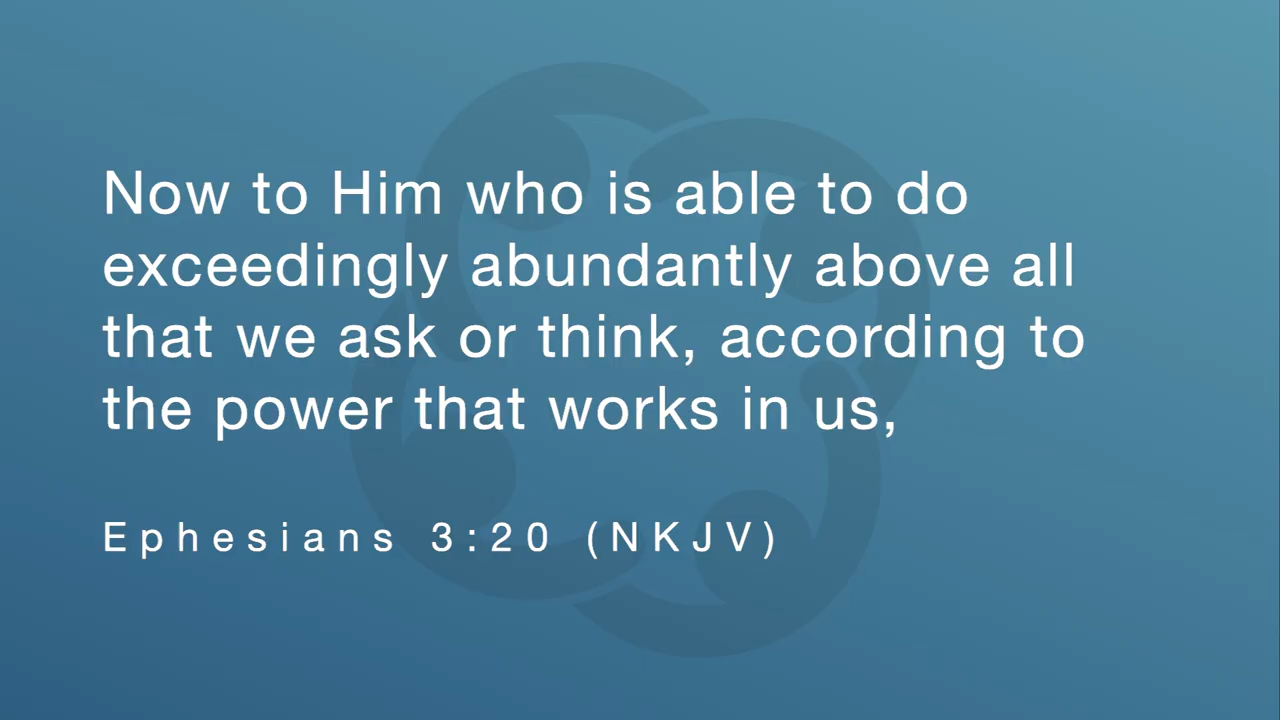 Now to Him who is able to do
exceedingly abundantly above all
that we ask or think, according to
the power that works in us,
Ephesians 3:20 (NKJV)